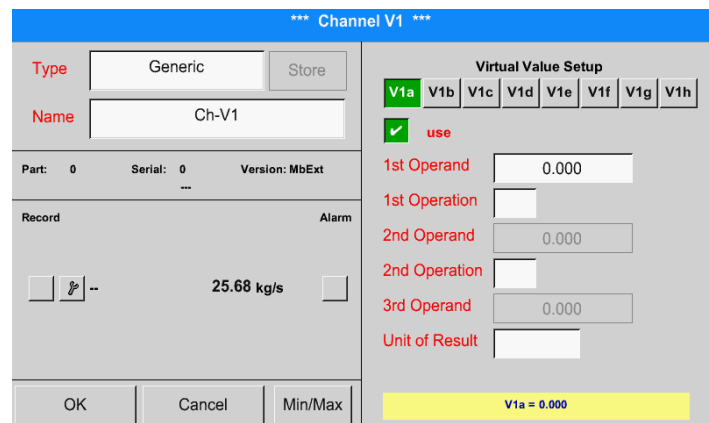 *** Channel V1 ***
Type Generic Store
Name Ch-V1
Part: 0 Serial: 0 Version: MbExt
---
Record Alarm
-- 25.68 kg/s
OK Cancel Min/Max
Virtual Value Setup
V1a V1b V1c V1d V1e V1f V1g V1h
use
1st Operand 0.000
1st Operation
2nd Operand 0.000
2nd Operation
3rd Operand 0.000
Unit of Result
V1a = 0.000